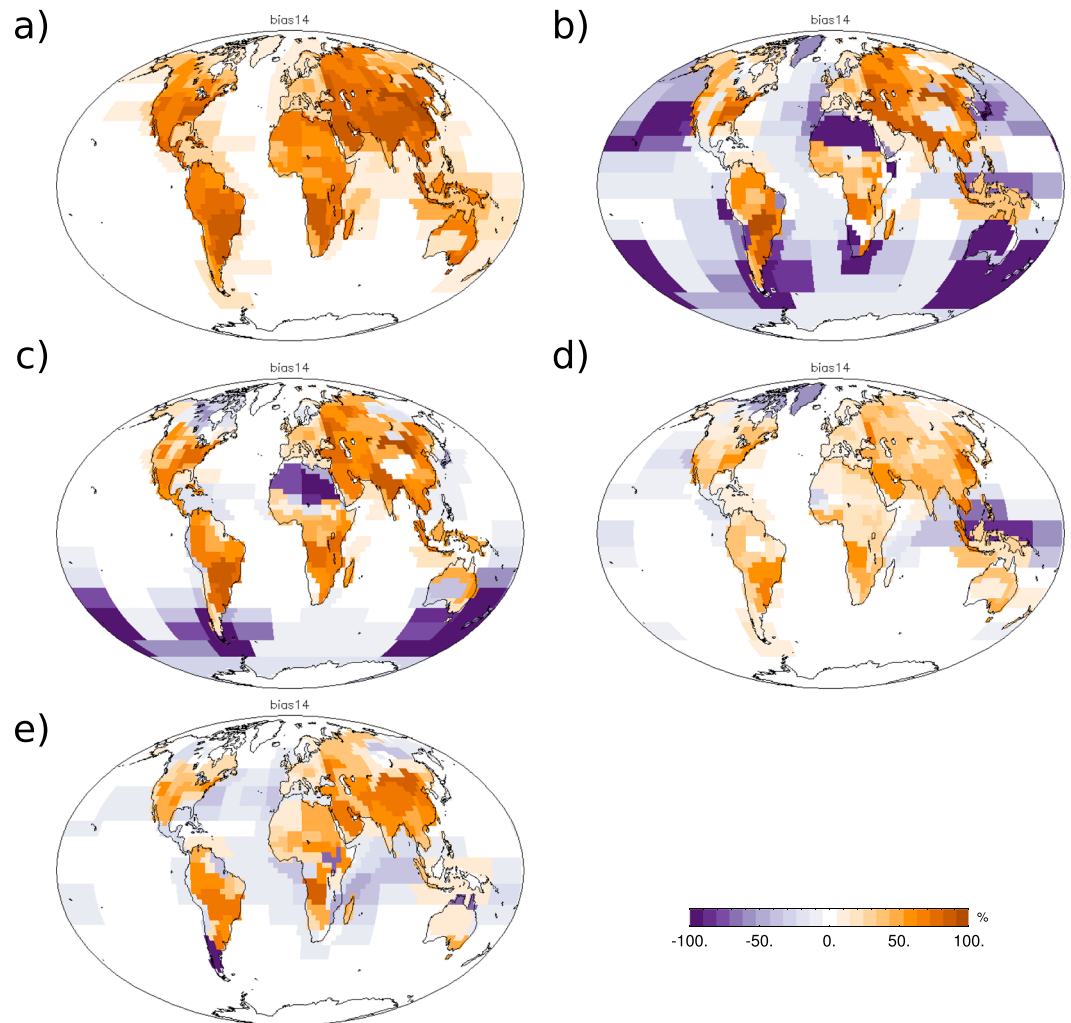 a)
bias14
b)
bias14
%
c)
bias14
d)
bias14
e)
bias14
%
%
-100.
-50.
0.
50.
100.